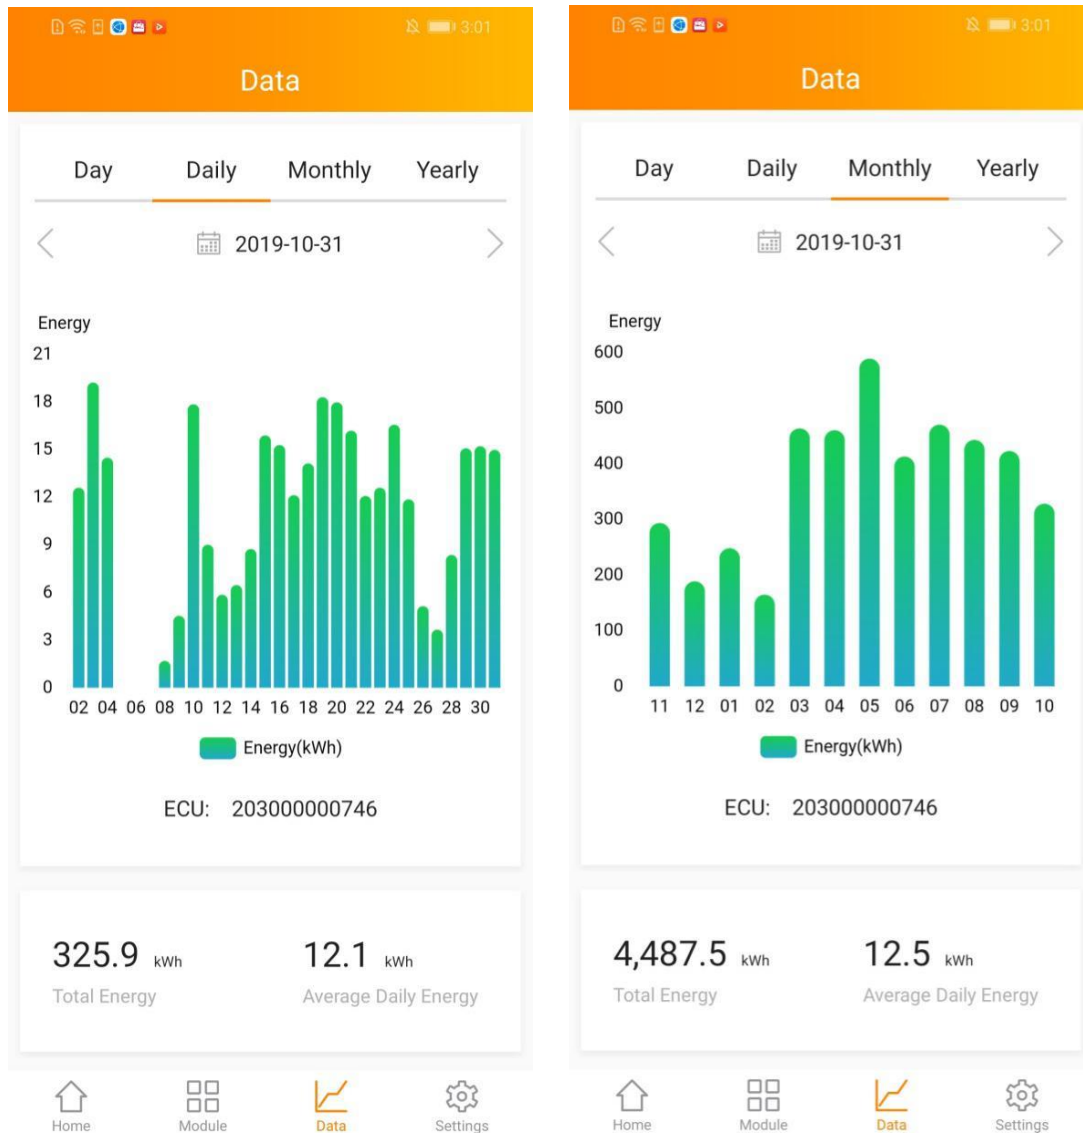 3:01
Data
Day Daily Monthly Yearly
2019-10-31
Energy
21
18
15
12
9
6
3
0
02 04 06 08 10 12 14 16 18 20 22 24 26 28 30
Energy(kWh)
ECU: 203000000746
325.9 kWh 12.1 kWh
Total Energy Average Daily Energy
Home Module Data Settings
3:01
Data
Day Daily Monthly Yearly
2019-10-31
Energy
600
500
400
300
200
100
0
11 12 01 02 03 04 05 06 07 08 09 10
Energy(kWh)
ECU: 203000000746
4,487.5 kWh 12.5 kWh
Total Energy Average Daily Energy
Home Module Data Settings